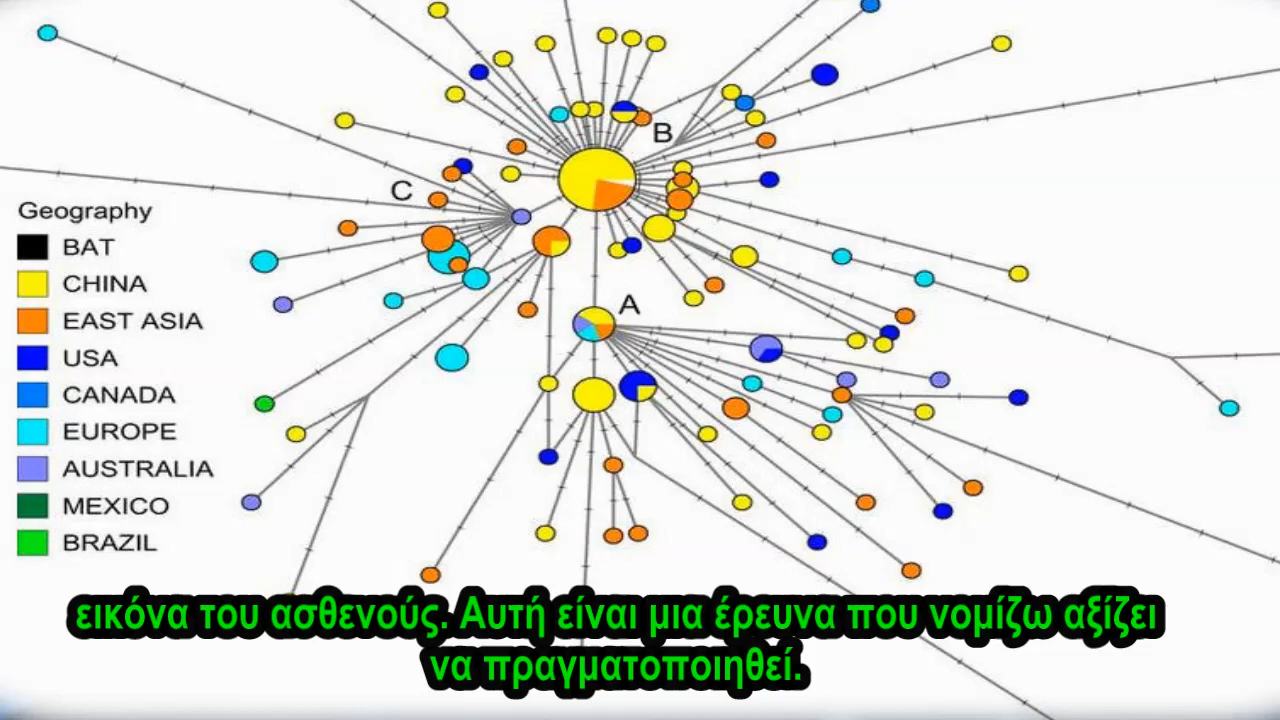 B
C
Geography
BAT
CHINA
EAST ASIA
A
USA
CANADA
EUROPE
AUSTRALIA
MEXICO
BRAZIL
εικόνα του ασθενούς. Αυτή είναι μια έρευνα που νομίζω αξίζει
να πραγματοποιηθεί.